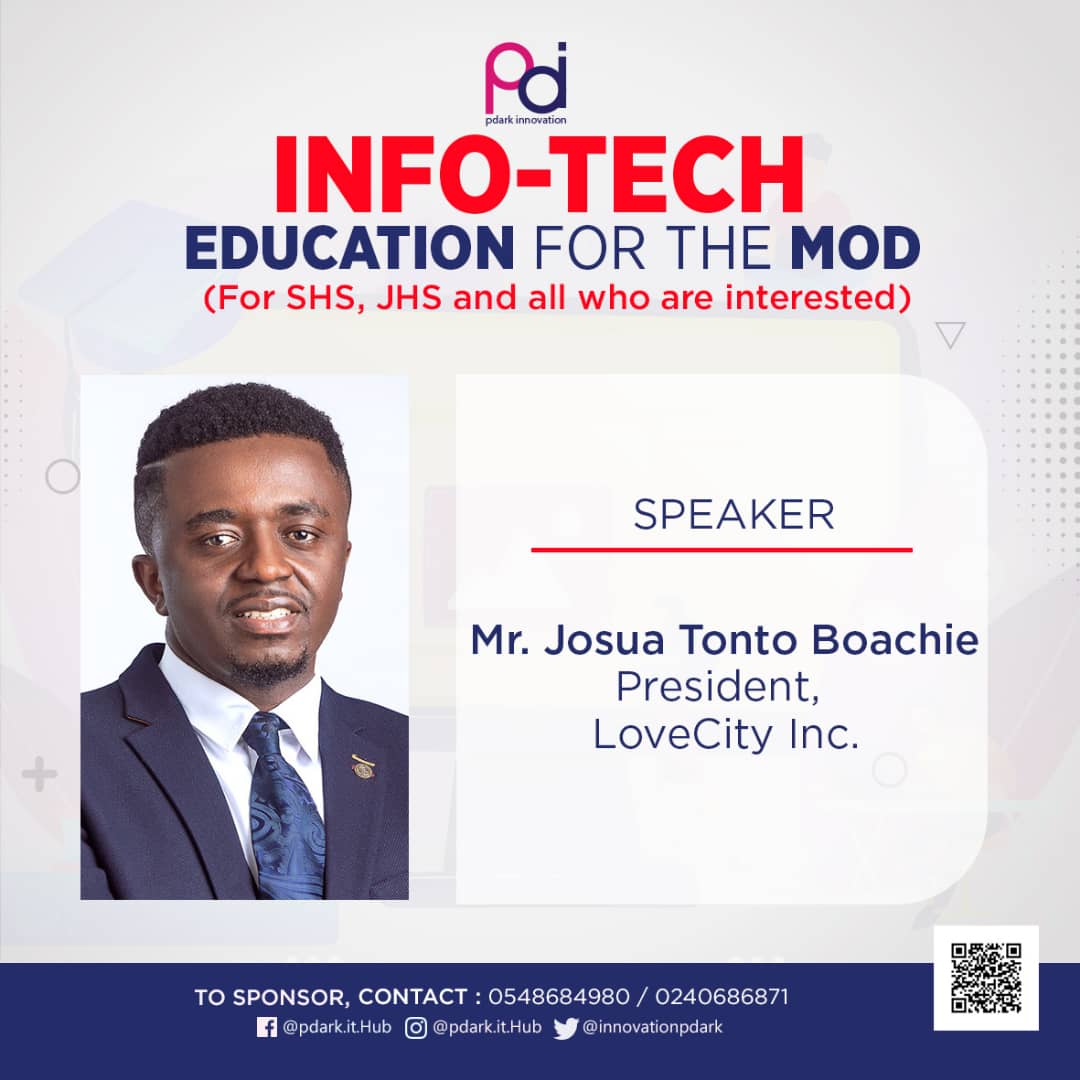 pdi
pdark innovation
INFO-TECH
EDUCATION FOR THE MOD
(For SHS, JHS and all who are interested)
SPEAKER
Mr. Josua Tonto Boachie
President,
LoveCity Inc.
TO SPONSOR, CONTACT : 0548684980 / 0240686871
@pdark.it.Hub @pdark.it.Hub @innovationpdark